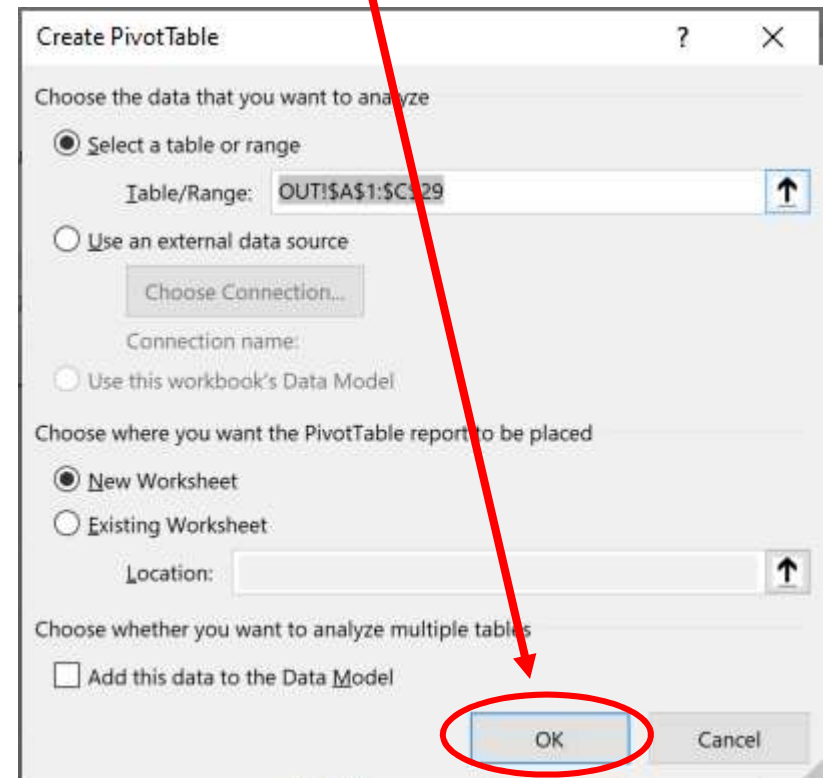 Create PivotTable ?
Choose the data that you want to analyze
Select a table or range
Table/Range: OUT!$A$1:$C$29
Use an external data source
Choose Connection...
Connection name:
Use this workbook's Data Model
Choose where you want the PivotTable report to be placed
New Worksheet
Existing Worksheet
Location:
Choose whether you want to analyze multiple tables
Add this data to the Data Model
OK Cancel